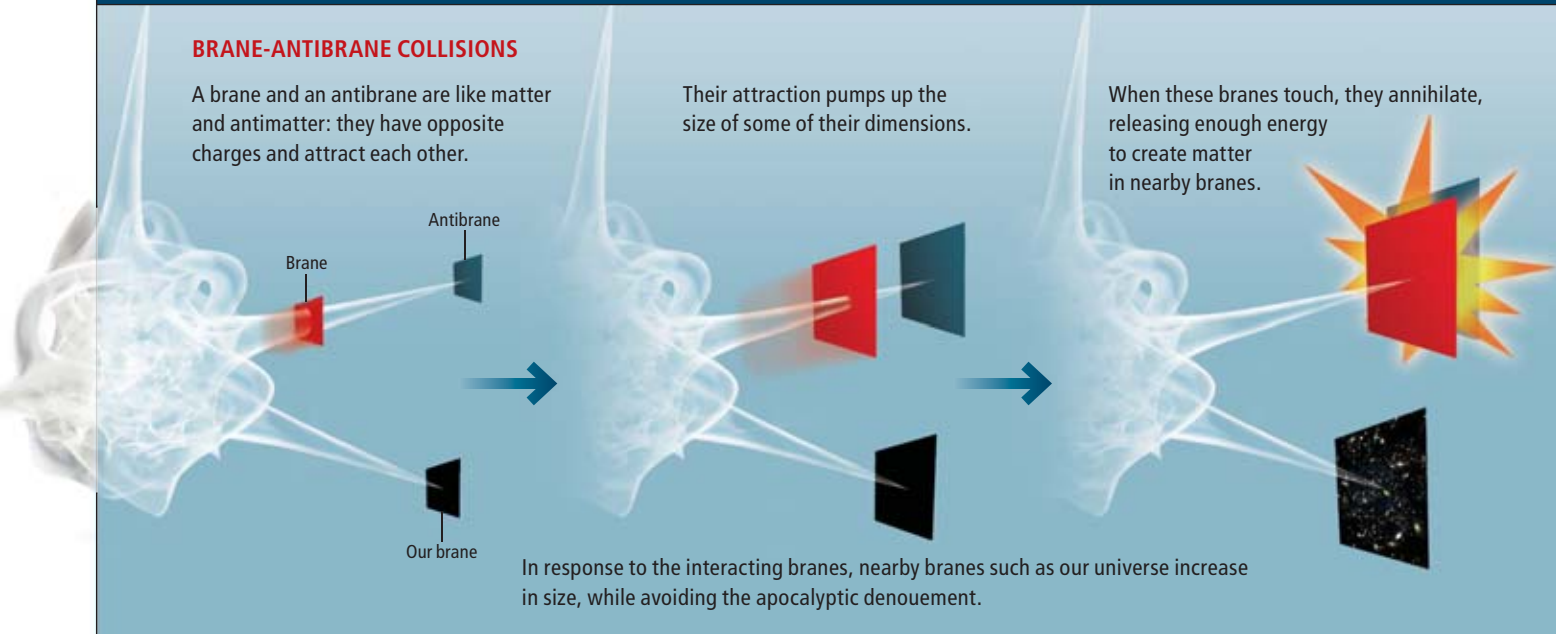 BRANE-ANTIBRANE COLLISIONS
A brane and an antibrane are like matter
and antimatter: they have opposite
charges and attract each other.
Their attraction pumps up the
size of some of their dimensions.
When these branes touch, they annihilate,
releasing enough energy
to create matter
in nearby branes.
Antibrane
Brane
Our brane
In response to the interacting branes, nearby branes such as our universe increase
in size, while avoiding the apocalyptic denouement.